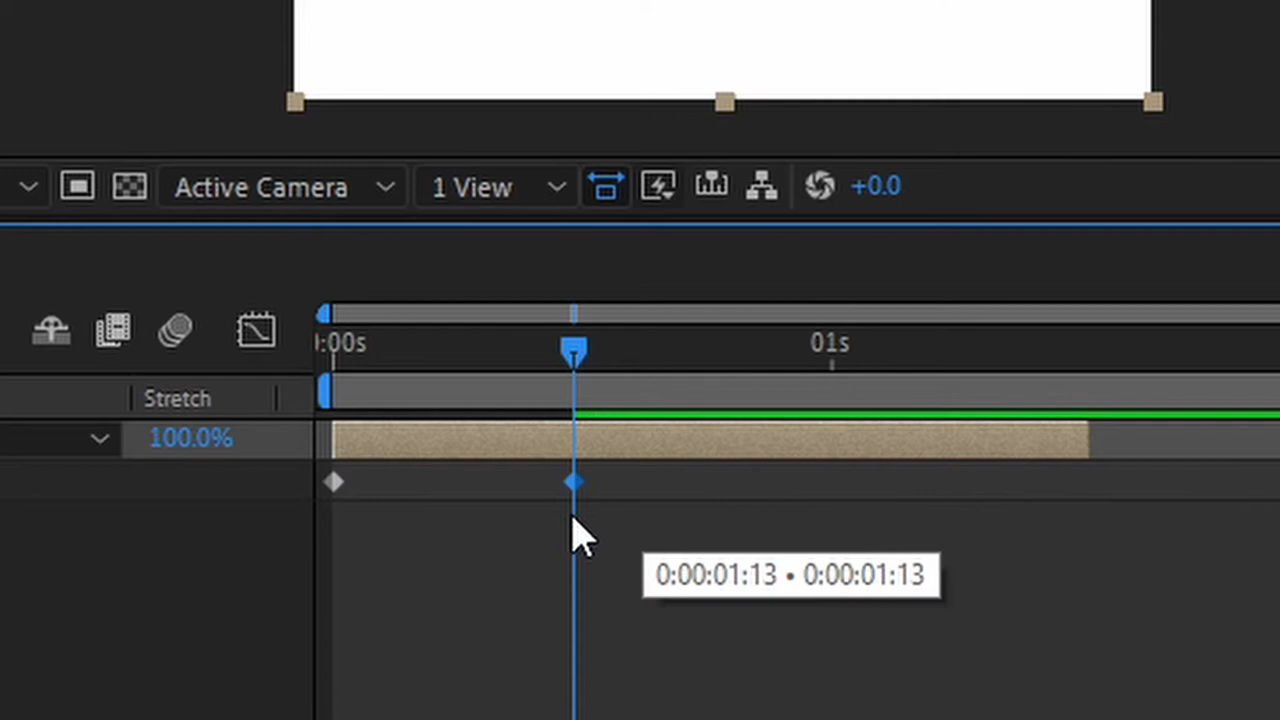 Active Camera 1 View +0.0
:00s 01s
Stretch
100.0%
0:00:01:13 • 0:00:01:13